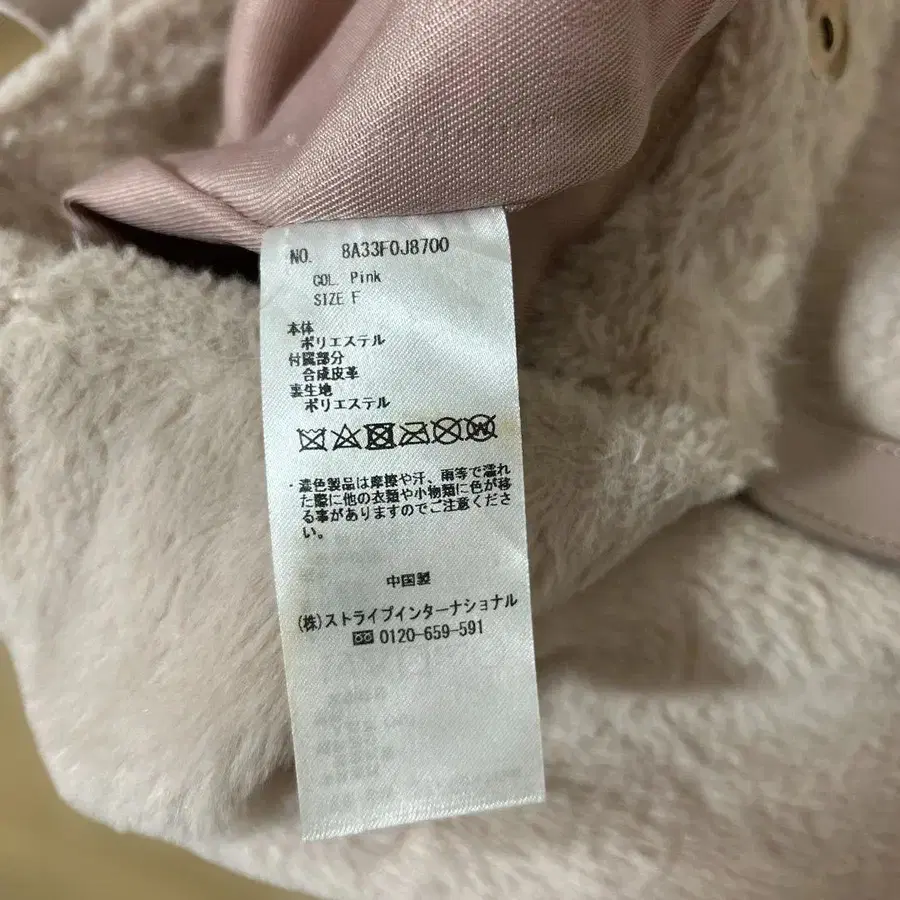 NO. 8A33F0J8700
COL. Pink
SIZE F
本体
ポリエステル
付属部分
合成皮革
裏生地
ポリエステル
・濃色製品は摩擦や汗、雨等で濡れ
た際に他の衣類や小物類に色が移
る事がありますのでご注意くださ
い。
中国製
(株)ストライプインターナショナル
0120-659-591